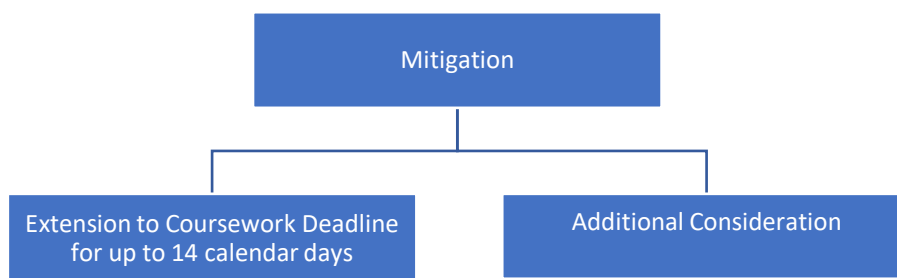 Mitigation
Extension to Coursework Deadline
for up to 14 calendar days
Additional Consideration